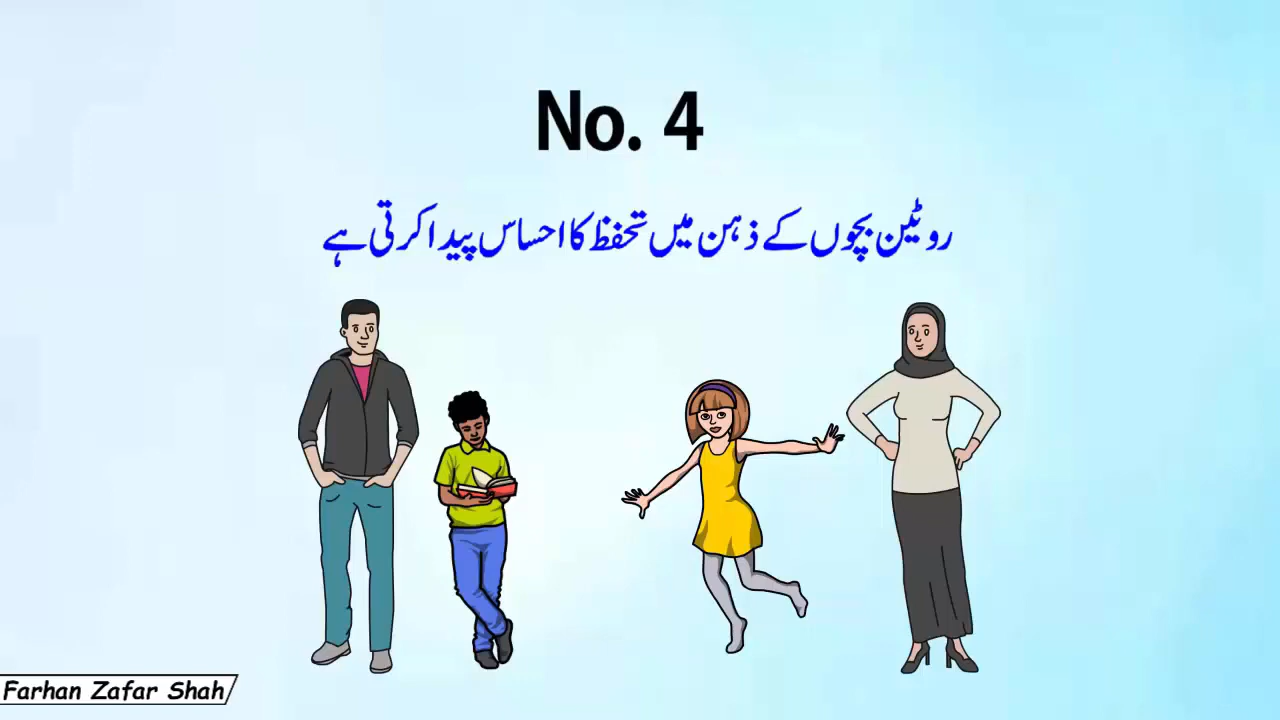 No. 4
روٹین بچوں کے ذہن میں تحفظ کا احساس پیدا کرتی ہے
Farhan Zafar Shah